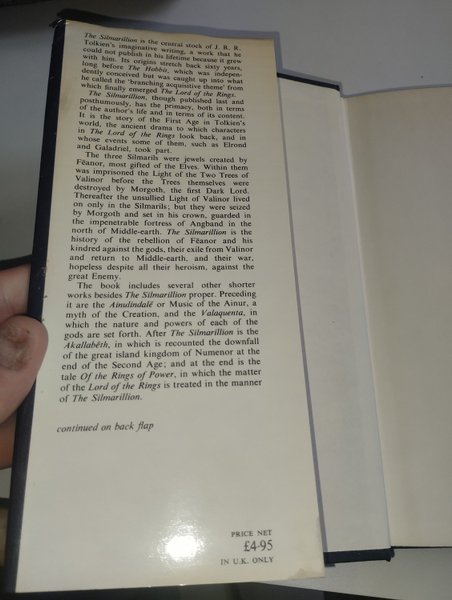 The Silmarillion is the central stock of J. R. R.
Tolkien's imaginative writing, a work that he
could not publish in his lifetime because it grew
with him. Its origins stretch back sixty years,
long before The Hobbit, which was indepen-
dently conceived but was caught up into what
he called the 'branching acquisitive theme' from
which finally emerged The Lord of the Rings.
The Silmarillion, though published last and
posthumously, has the primacy, both in terms
of the author's life and in terms of its content.
It is the story of the First Age in Tolkien's
world, the ancient drama to which characters
in The Lord of the Rings look back, and in
whose events some of them, such as Elrond
and Galadriel, took part.
The three Silmarils were jewels created by
Fëanor, most gifted of the Elves. Within them
was imprisoned the Light of the Two Trees of
Valinor before the Trees themselves were
destroyed by Morgoth, the first Dark Lord.
Thereafter the unsullied Light of Valinor lived
on only in the Silmarils; but they were seized
by Morgoth and set in his crown, guarded in
the impenetrable fortress of Angband in the
north of Middle-earth. The Silmarillion is the
history of the rebellion of Fëanor and his
kindred against the gods, their exile from Valinor
and return to Middle-earth, and their war,
hopeless despite all their heroism, against the
great Enemy.
The book includes several other shorter
works besides The Silmarillion proper. Preceding
it are the Ainulindalë or Music of the Ainur, a
myth of the Creation, and the Valaquenta, in
which the nature and powers of each of the
gods are set forth. After The Silmarillion is the
Akallabêth, in which is recounted the downfall
of the great island kingdom of Numenor at the
end of the Second Age; and at the end is the
tale Of the Rings of Power, in which the matter
of the Lord of the Rings is treated in the manner
of The Silmarillion.
continued on back flap
PRICE NET
£4·95
IN U.K. ONLY